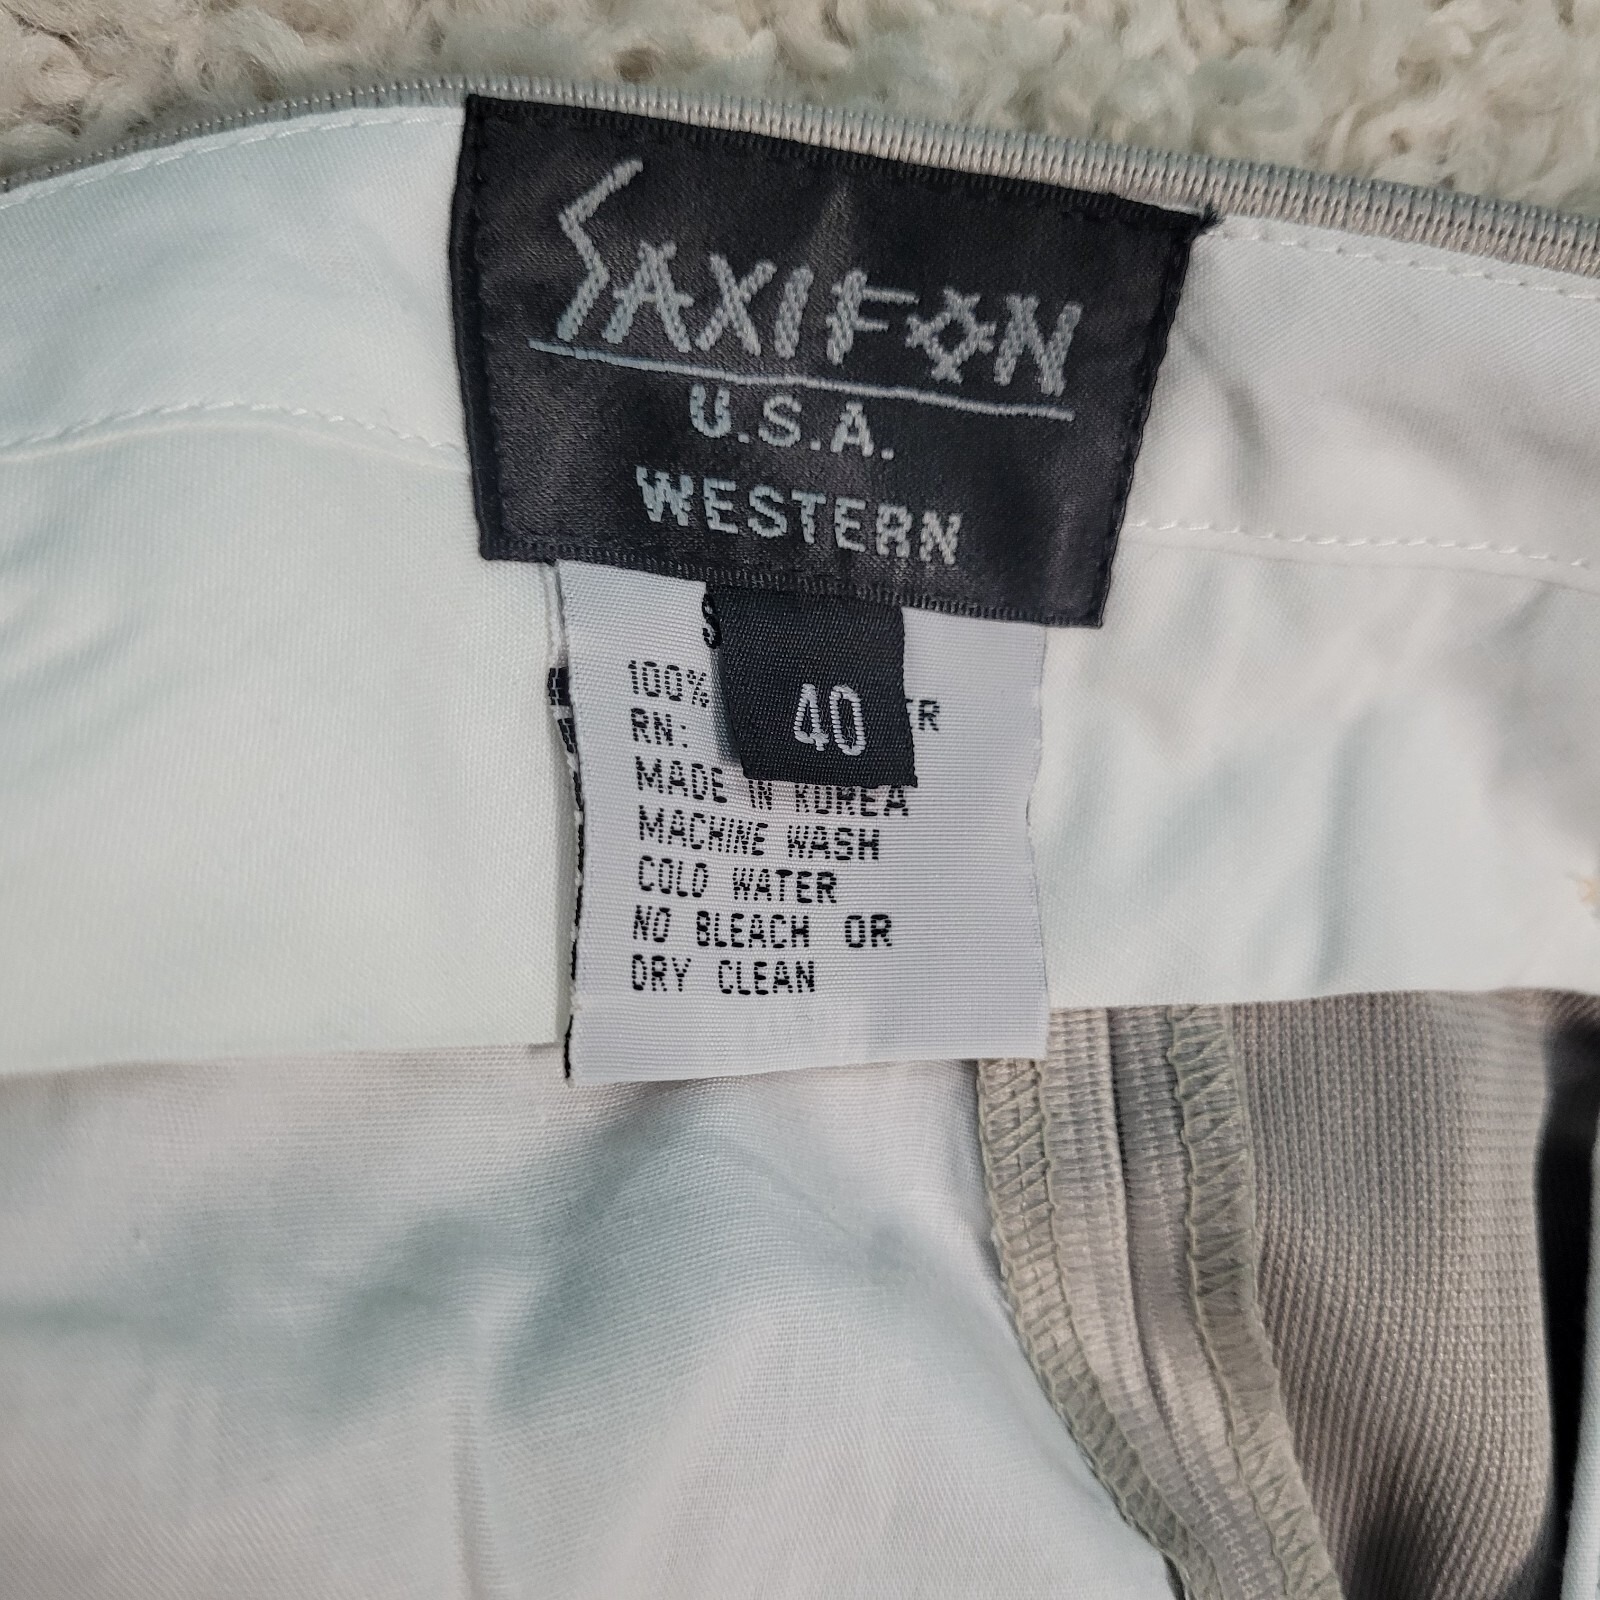 SAXIFON
U.S.A.
WESTERN
40
100%
RN:
MADE IN KOREA
MACHINE WASH
COLD WATER
NO BLEACH OR
DRY CLEAN